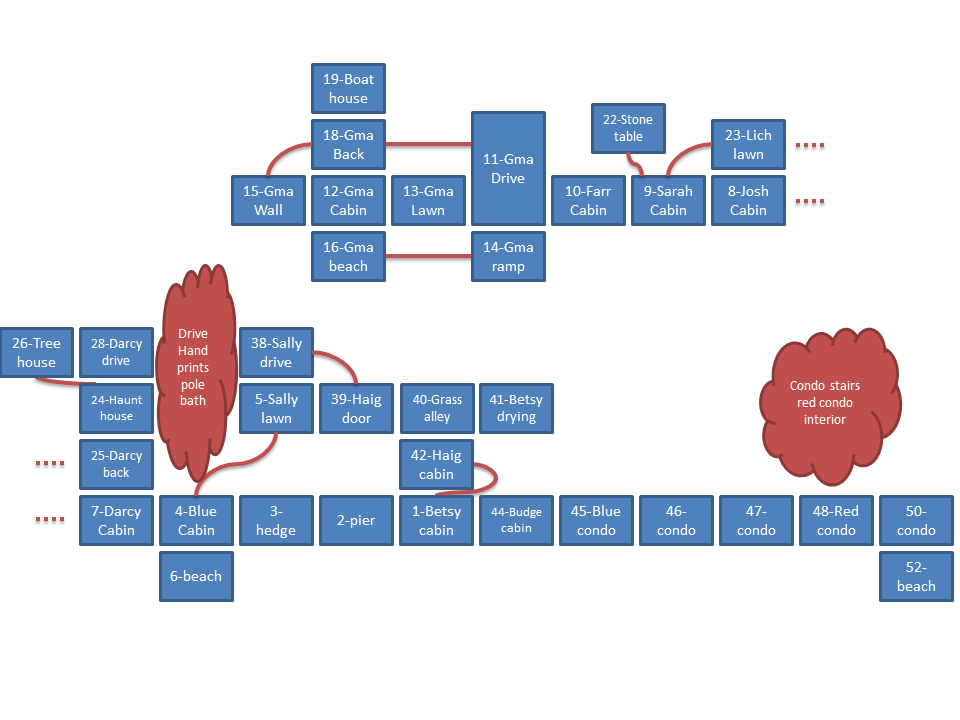 19-Boat
house
18-Gma
Back
11-Gma
Drive
22-Stone
table
23-Lich
lawn
15-Gma
Wall
12-Gma
Cabin
13-Gma
Lawn
10-Farr
Cabin
9-Sarah
Cabin
8-Josh
Cabin
16-Gma
beach
14-Gma
ramp
Drive
Hand
prints
pole
bath
26-Tree
house
28-Darcy
drive
38-Sally
drive
24-Haunt
house
5-Sally
lawn
39-Haig
door
40-Grass
alley
41-Betsy
drying
Condo stairs
red condo
interior
25-Darcy
back
42-Haig
cabin
7-Darcy
Cabin
4-Blue
Cabin
3-
hedge
2-pier
1-Betsy
cabin
44-Budge
cabin
45-Blue
condo
46-
condo
47-
condo
48-Red
condo
50-
condo
6-beach
52-
beach